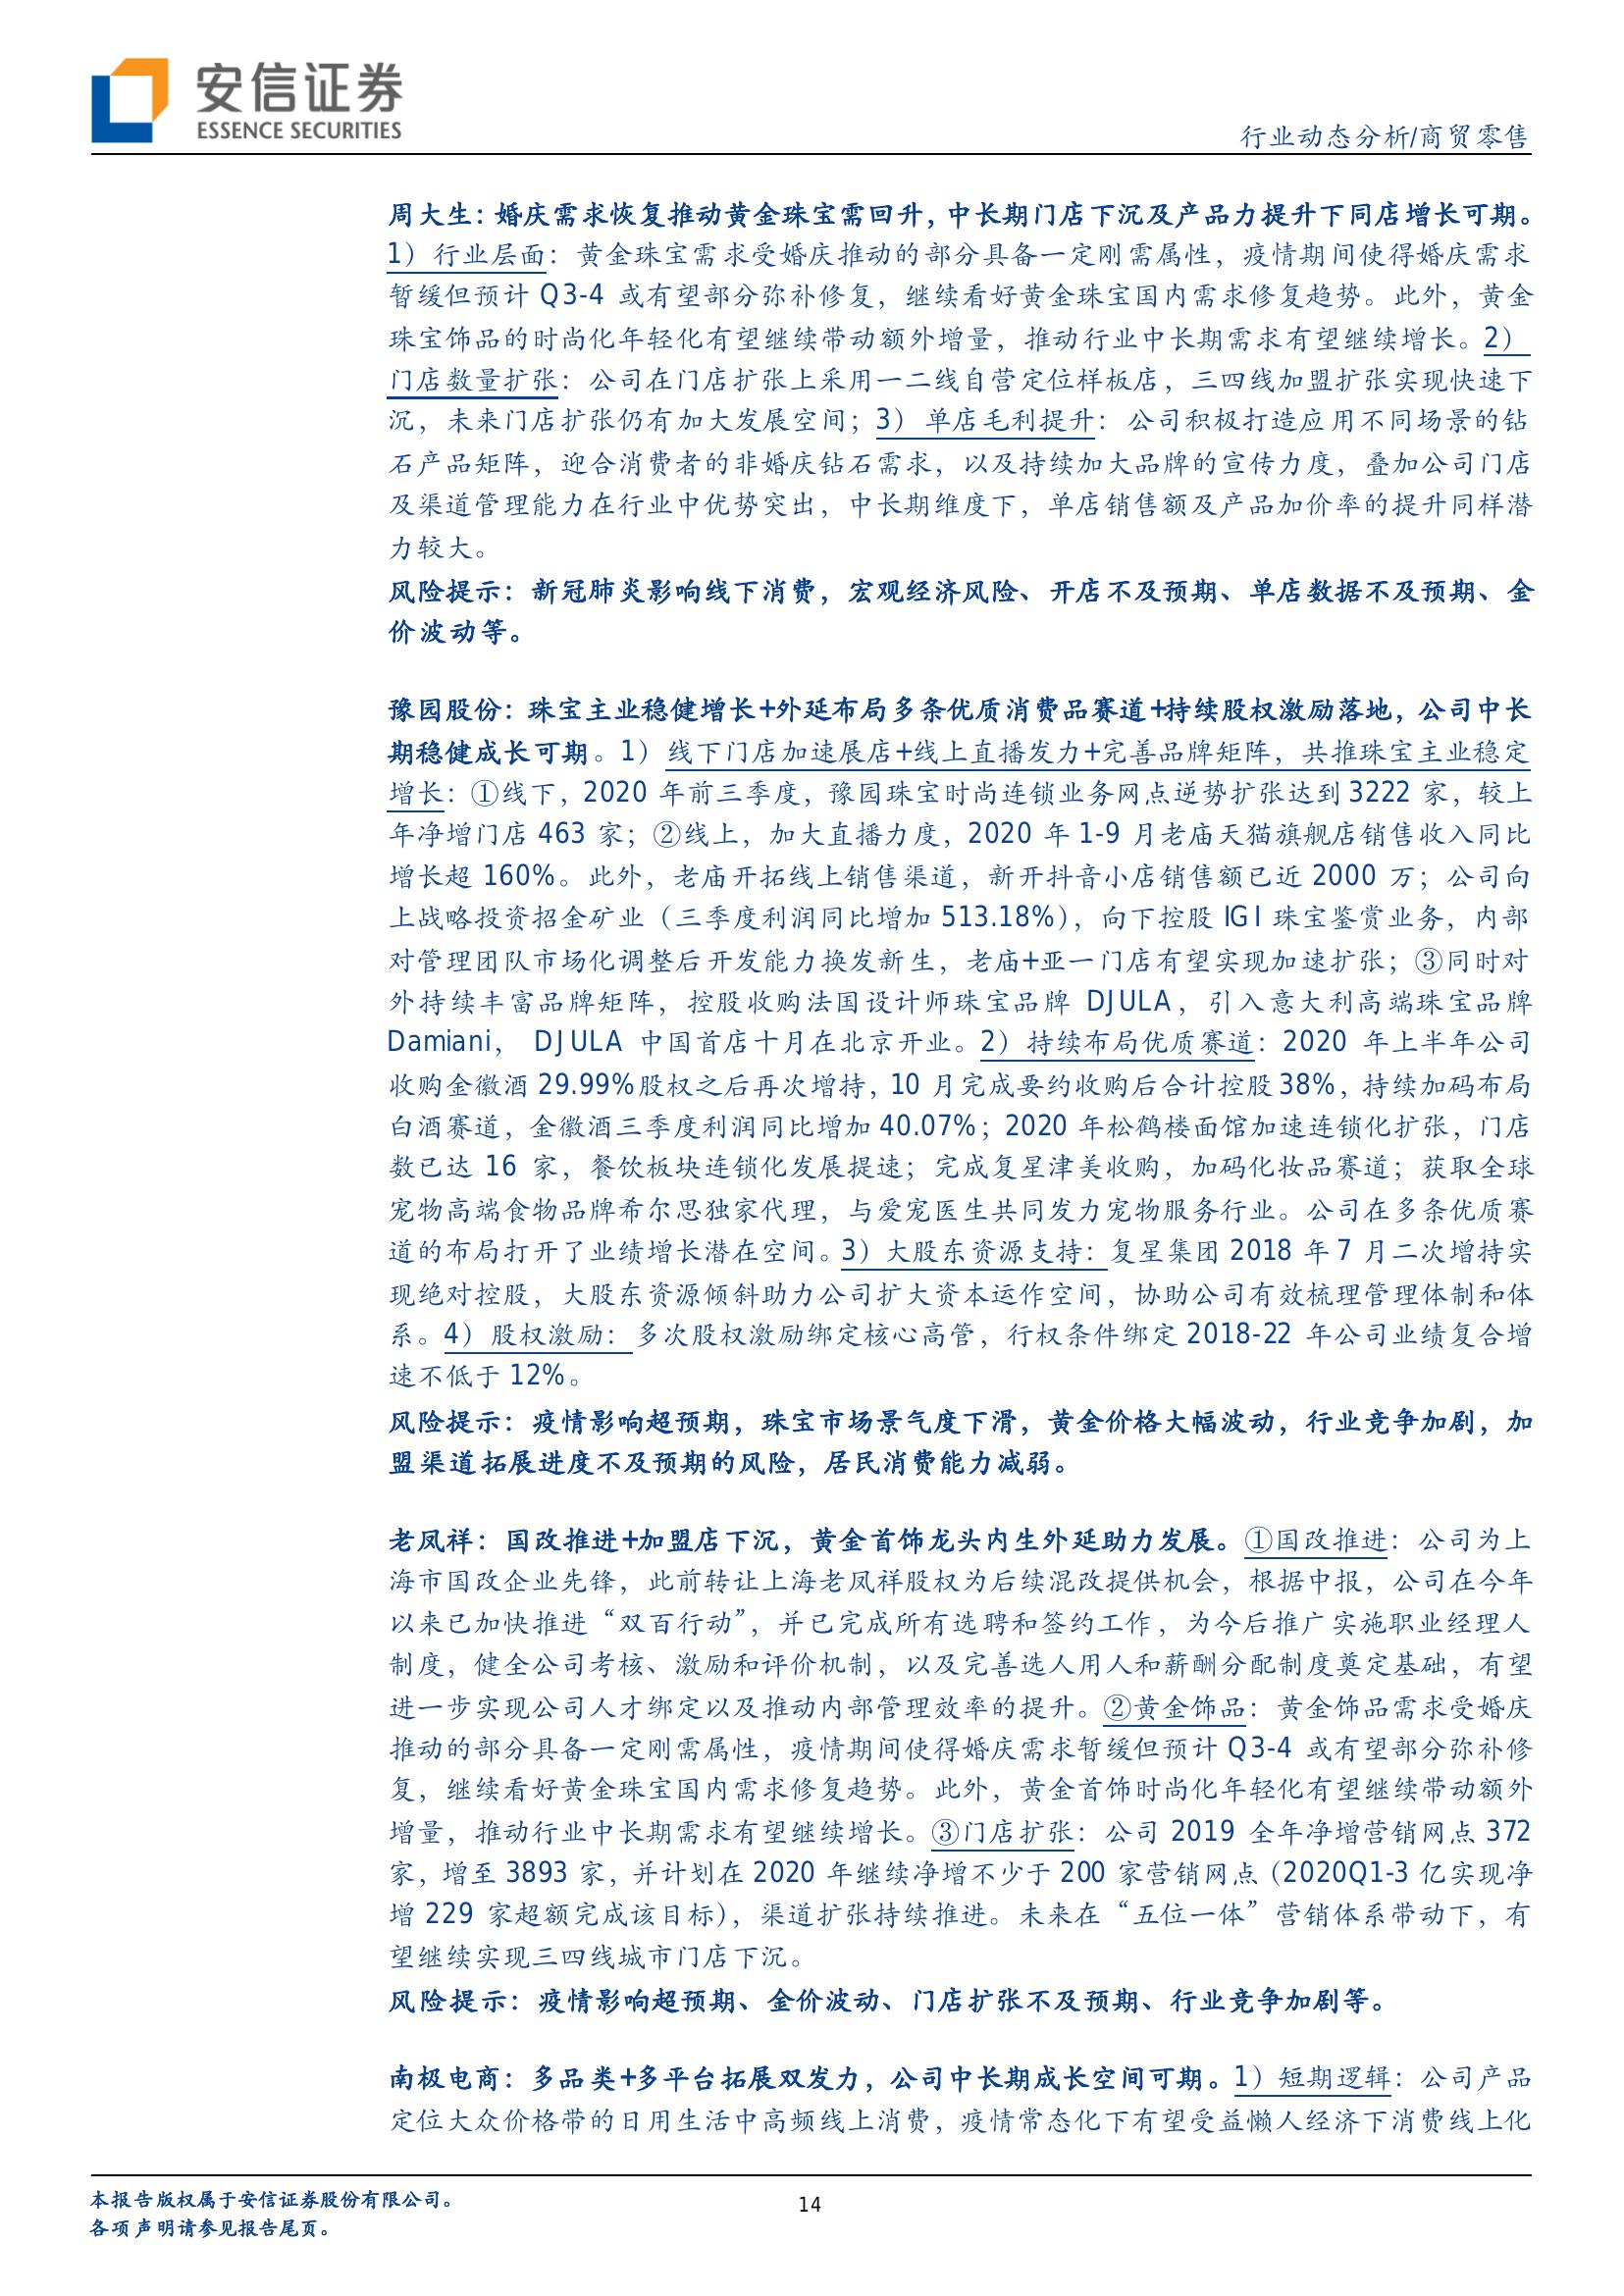 安信证券
ESSENCE SECURITIES
行业动态分析/商贸零售
周大生：婚庆需求恢复推动黄金珠宝需回升，中长期门店下沉及产品力提升下同店增长可期。
1）行业层面：黄金珠宝需求受婚庆推动的部分具备一定刚需属性，疫情期间使得婚庆需求
暂缓但预计 Q3-4 或有望部分弥补修复，继续看好黄金珠宝国内需求修复趋势。此外，黄金
珠宝饰品的时尚化年轻化有望继续带动额外增量，推动行业中长期需求有望继续增长。2）
门店数量扩张：公司在门店扩张上采用一二线自营定位样板店，三四线加盟扩张实现快速下
沉，未来门店扩张仍有加大发展空间；3）单店毛利提升：公司积极打造应用不同场景的钻
石产品矩阵，迎合消费者的非婚庆钻石需求，以及持续加大品牌的宣传力度，叠加公司门店
及渠道管理能力在行业中优势突出，中长期维度下，单店销售额及产品加价率的提升同样潜
力较大。
风险提示：新冠肺炎影响线下消费，宏观经济风险、开店不及预期、单店数据不及预期、金
价波动等。
豫园股份：珠宝主业稳健增长+外延布局多条优质消费品赛道+持续股权激励落地，公司中长
期稳健成长可期。1）线下门店加速展店+线上直播发力+完善品牌矩阵，共推珠宝主业稳定
增长：①线下，2020 年前三季度，豫园珠宝时尚连锁业务网点逆势扩张达到 3222 家，较上
年净增门店 463 家；②线上，加大直播力度，2020 年 1-9 月老庙天猫旗舰店销售收入同比
增长超 160%。此外，老庙开拓线上销售渠道，新开抖音小店销售额已近 2000 万；公司向
上战略投资招金矿业（三季度利润同比增加 513.18%），向下控股 IGI 珠宝鉴赏业务，内部
对管理团队市场化调整后开发能力换发新生，老庙+亚一门店有望实现加速扩张；③同时对
外持续丰富品牌矩阵，控股收购法国设计师珠宝品牌 DJULA，引入意大利高端珠宝品牌
Damiani， DJULA 中国首店十月在北京开业。2）持续布局优质赛道：2020 年上半年公司
收购金徽酒 29.99%股权之后再次增持，10 月完成要约收购后合计控股 38%，持续加码布局
白酒赛道，金徽酒三季度利润同比增加 40.07%；2020 年松鹤楼面馆加速连锁化扩张，门店
数已达 16 家，餐饮板块连锁化发展提速；完成复星津美收购，加码化妆品赛道；获取全球
宠物高端食物品牌希尔思独家代理，与爱宠医生共同发力宠物服务行业。公司在多条优质赛
道的布局打开了业绩增长潜在空间。3）大股东资源支持：复星集团 2018 年 7 月二次增持实
现绝对控股，大股东资源倾斜助力公司扩大资本运作空间，协助公司有效梳理管理体制和体
系。4）股权激励：多次股权激励绑定核心高管，行权条件绑定 2018-22 年公司业绩复合增
速不低于 12%。
风险提示：疫情影响超预期，珠宝市场景气度下滑，黄金价格大幅波动，行业竞争加剧，加
盟渠道拓展进度不及预期的风险，居民消费能力减弱。
老凤祥：国改推进+加盟店下沉，黄金首饰龙头内生外延助力发展。①国改推进：公司为上
海市国改企业先锋，此前转让上海老凤祥股权为后续混改提供机会，根据中报，公司在今年
以来已加快推进“双百行动”，并已完成所有选聘和签约工作，为今后推广实施职业经理人
制度，健全公司考核、激励和评价机制，以及完善选人用人和薪酬分配制度奠定基础，有望
进一步实现公司人才绑定以及推动内部管理效率的提升。②黄金饰品：黄金饰品需求受婚庆
推动的部分具备一定刚需属性，疫情期间使得婚庆需求暂缓但预计 Q3-4 或有望部分弥补修
复，继续看好黄金珠宝国内需求修复趋势。此外，黄金首饰时尚化年轻化有望继续带动额外
增量，推动行业中长期需求有望继续增长。③门店扩张：公司 2019 全年净增营销网点 372
家，增至 3893 家，并计划在 2020 年继续净增不少于 200 家营销网点（2020Q1-3 亿实现净
增 229 家超额完成该目标），渠道扩张持续推进。未来在“五位一体”营销体系带动下，有
望继续实现三四线城市门店下沉。
风险提示：疫情影响超预期、金价波动、门店扩张不及预期、行业竞争加剧等。
南极电商：多品类+多平台拓展双发力，公司中长期成长空间可期。1）短期逻辑：公司产品
定位大众价格带的日用生活中高频线上消费，疫情常态化下有望受益懒人经济下消费线上化
本报告版权属于安信证券股份有限公司。
各项声明请参见报告尾页。
14